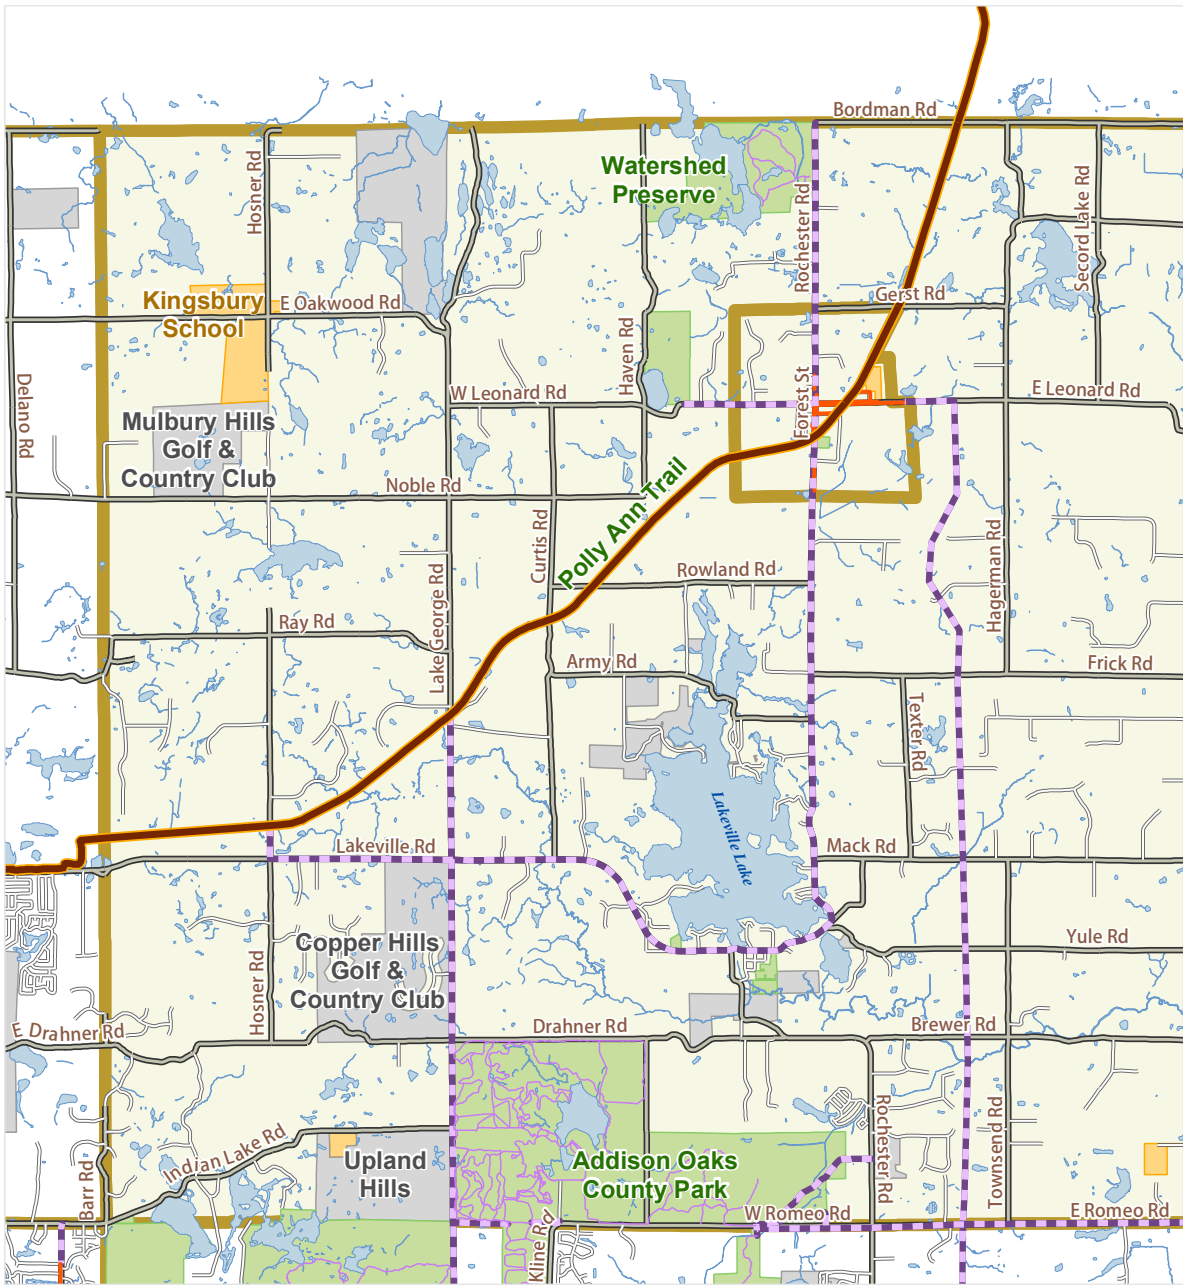 Bordman Rd
Watershed
Preserve
Hosner Rd
Rochester Rd
Second Lake Rd
Kingsbury
School
E Oakwood Rd
Gerst Rd
Haven Rd
Delano Rd
W Leonard Rd
Forest St
E Leonard Rd
Mulbury Hills
Golf &
Country Club
Noble Rd
Polly Ann Trail
Curtis Rd
Hagerman Rd
Rowland Rd
Lake George Rd
Ray Rd
Army Rd
Frick Rd
Texter Rd
Lakeville Lake
Lakeville Rd
Mack Rd
Copper Hills
Golf &
Country Club
Yule Rd
Hosner Rd
E Drahner Rd
Drahner Rd
Brewer Rd
Indian Lake Rd
Barr Rd
Upland
Hills
Addison Oaks
County Park
Rochester Rd
Townsend Rd
Kline Rd
W Romeo Rd
E Romeo Rd